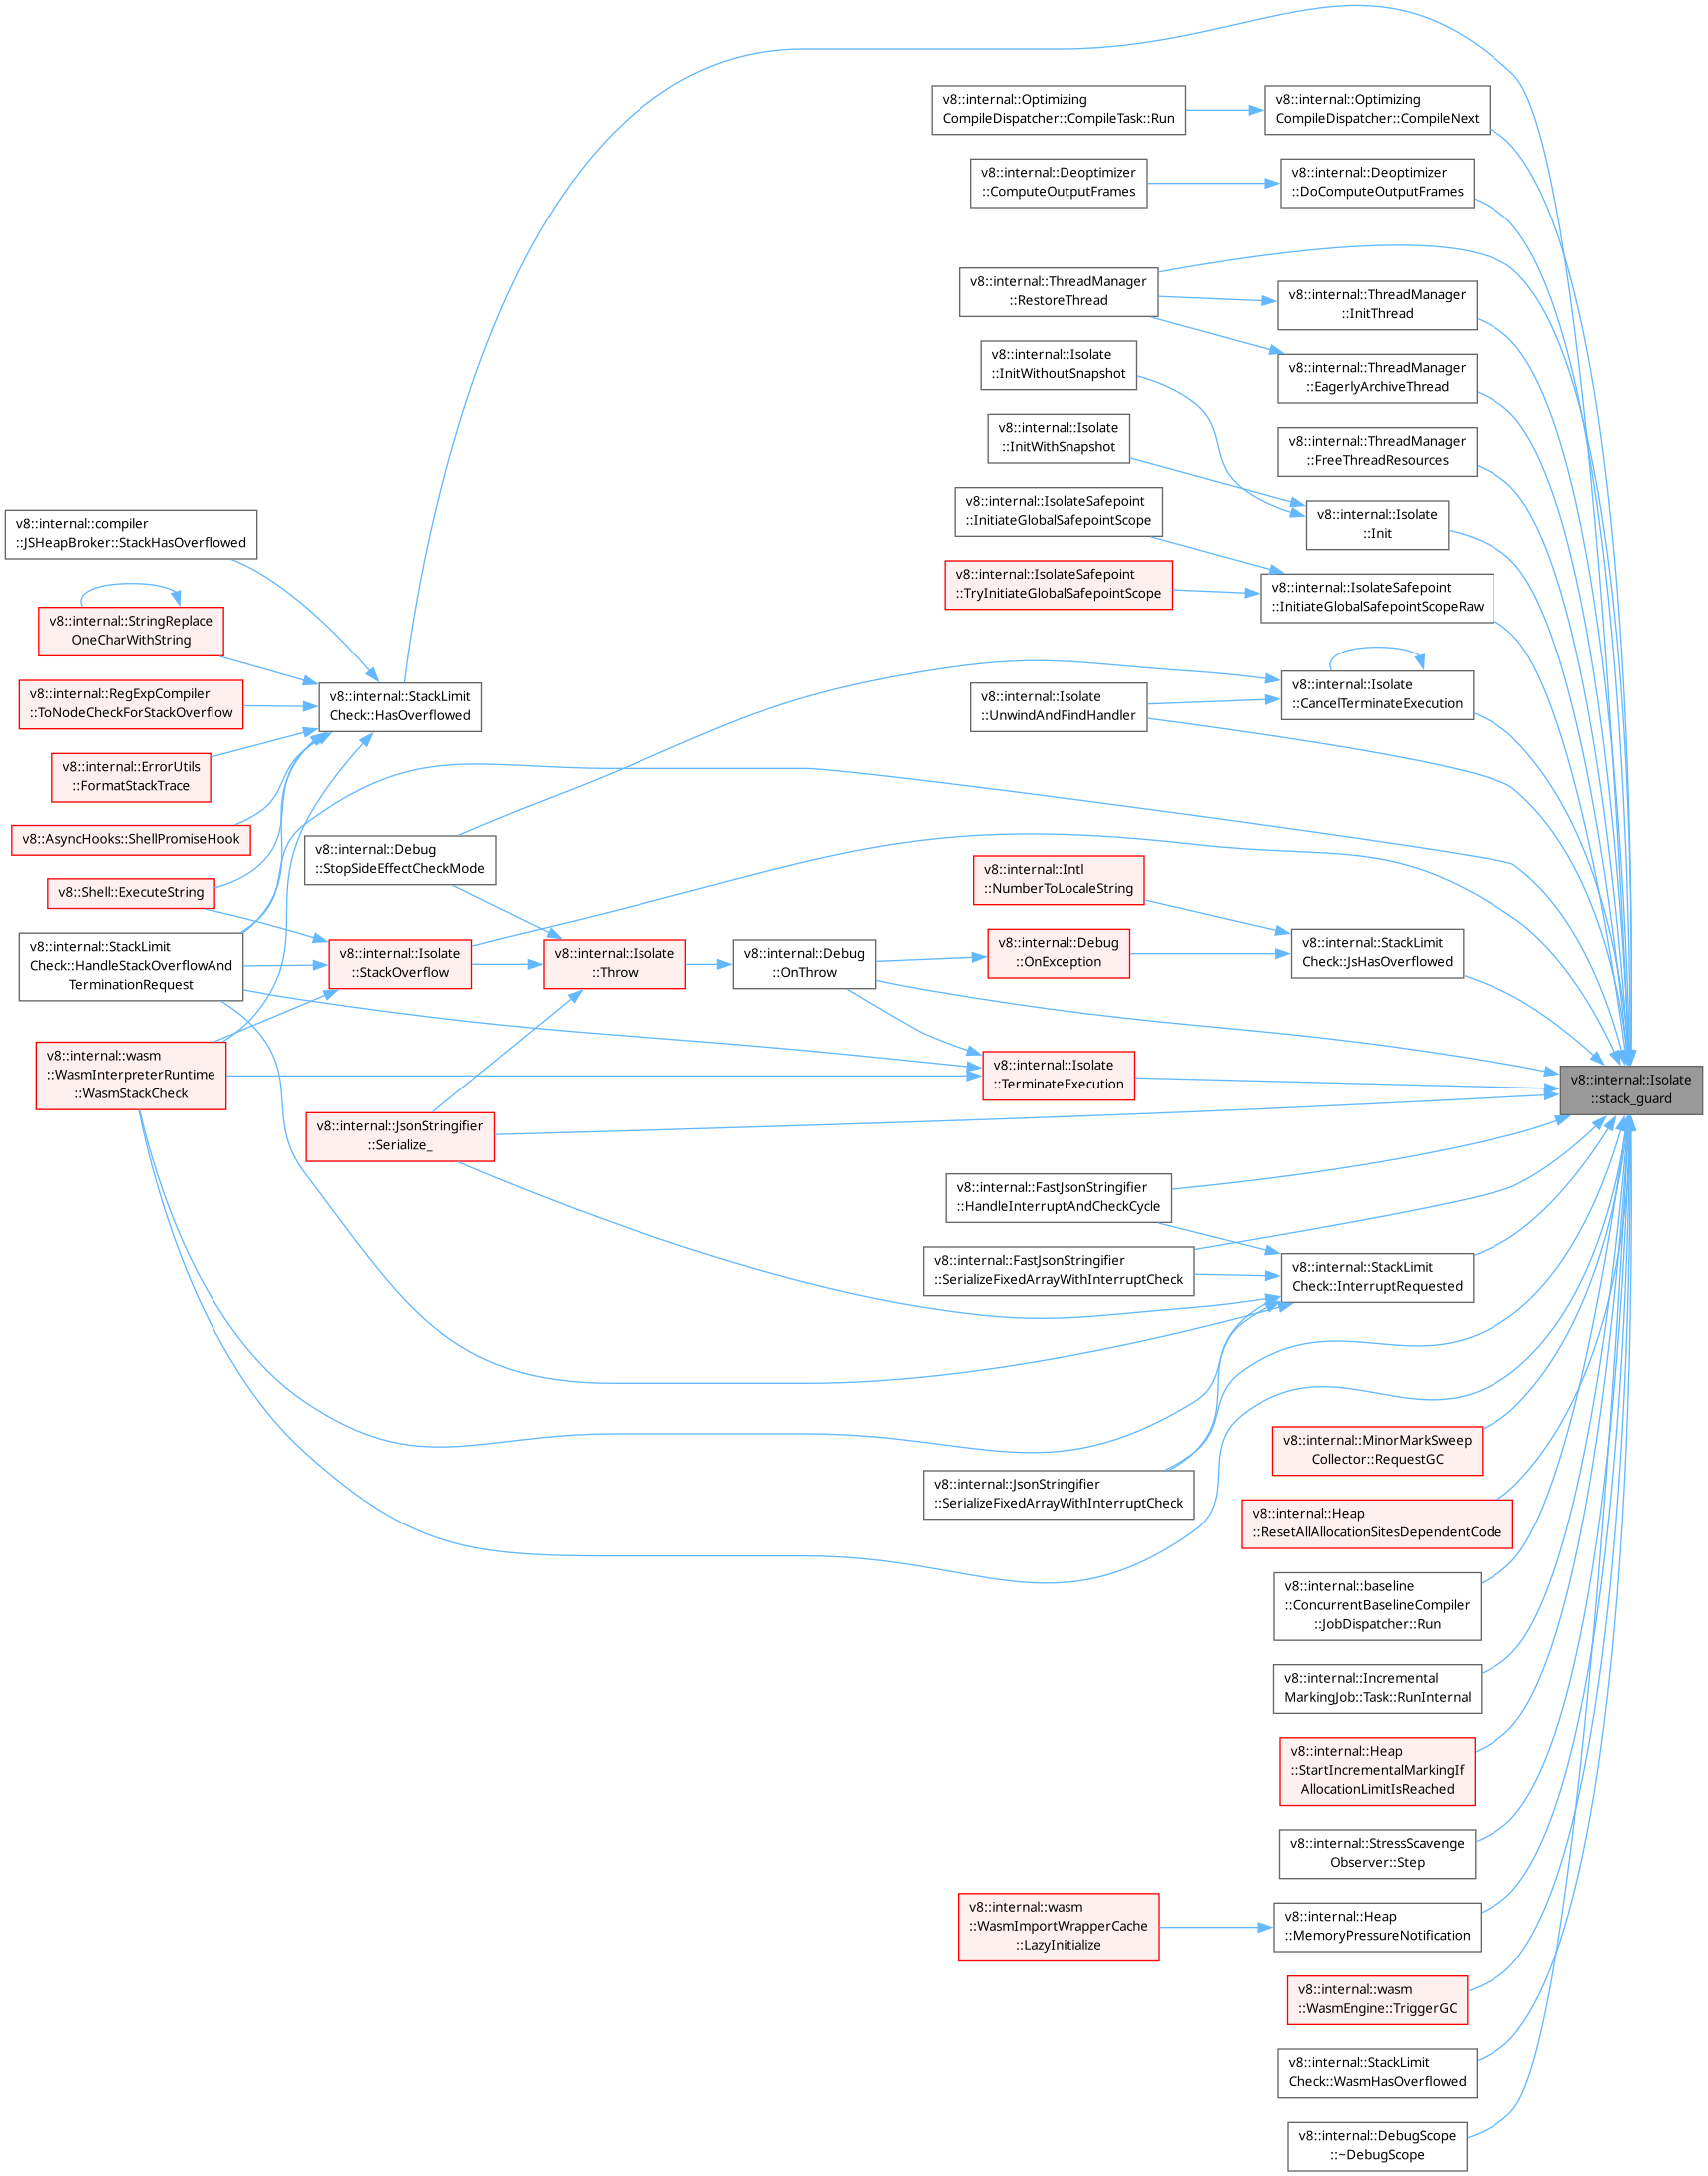 v8::internal::Optimizing
CompileDispatcher::CompileTask::Run
v8::internal::Optimizing
CompileDispatcher::CompileNext
v8::internal::Deoptimizer
::ComputeOutputFrames
v8::internal::Deoptimizer
::DoComputeOutputFrames
v8::internal::ThreadManager
::RestoreThread
v8::internal::ThreadManager
::InitThread
v8::internal::Isolate
::InitWithoutSnapshot
v8::internal::ThreadManager
::EagerlyArchiveThread
v8::internal::Isolate
::InitWithSnapshot
v8::internal::ThreadManager
::FreeThreadResources
v8::internal::IsolateSafepoint
::InitiateGlobalSafepointScope
v8::internal::Isolate
::Init
v8::internal::compiler
::JSHeapBroker::StackHasOverflowed
v8::internal::IsolateSafepoint
::TryInitiateGlobalSafepointScope
v8::internal::IsolateSafepoint
::InitiateGlobalSafepointScopeRaw
v8::internal::StringReplace
OneCharWithString
v8::internal::RegExpCompiler
::ToNodeCheckForStackOverflow
v8::internal::StackLimit
Check::HasOverflowed
v8::internal::Isolate
::UnwindAndFindHandler
v8::internal::Isolate
::CancelTerminateExecution
v8::internal::ErrorUtils
::FormatStackTrace
v8::AsyncHooks::ShellPromiseHook
v8::internal::Debug
::StopSideEffectCheckMode
v8::Shell::ExecuteString
v8::internal::Intl
::NumberToLocaleString
v8::internal::StackLimit
Check::HandleStackOverflowAnd
TerminationRequest
v8::internal::Isolate
::StackOverflow
v8::internal::Isolate
::Throw
v8::internal::Debug
::OnThrow
v8::internal::Debug
::OnException
v8::internal::StackLimit
Check::JsHasOverflowed
v8::internal::wasm
::WasmInterpreterRuntime
::WasmStackCheck
v8::internal::Isolate
::TerminateExecution
v8::internal::Isolate
::stack_guard
v8::internal::JsonStringifier
::Serialize_
v8::internal::FastJsonStringifier
::HandleInterruptAndCheckCycle
v8::internal::FastJsonStringifier
::SerializeFixedArrayWithInterruptCheck
v8::internal::StackLimit
Check::InterruptRequested
v8::internal::MinorMarkSweep
Collector::RequestGC
v8::internal::JsonStringifier
::SerializeFixedArrayWithInterruptCheck
v8::internal::Heap
::ResetAllAllocationSitesDependentCode
v8::internal::baseline
::ConcurrentBaselineCompiler
::JobDispatcher::Run
v8::internal::Incremental
MarkingJob::Task::RunInternal
v8::internal::Heap
::StartIncrementalMarkingIf
AllocationLimitIsReached
v8::internal::StressScavenge
Observer::Step
v8::internal::wasm
::WasmImportWrapperCache
::LazyInitialize
v8::internal::Heap
::MemoryPressureNotification
v8::internal::wasm
::WasmEngine::TriggerGC
v8::internal::StackLimit
Check::WasmHasOverflowed
v8::internal::DebugScope
::~DebugScope